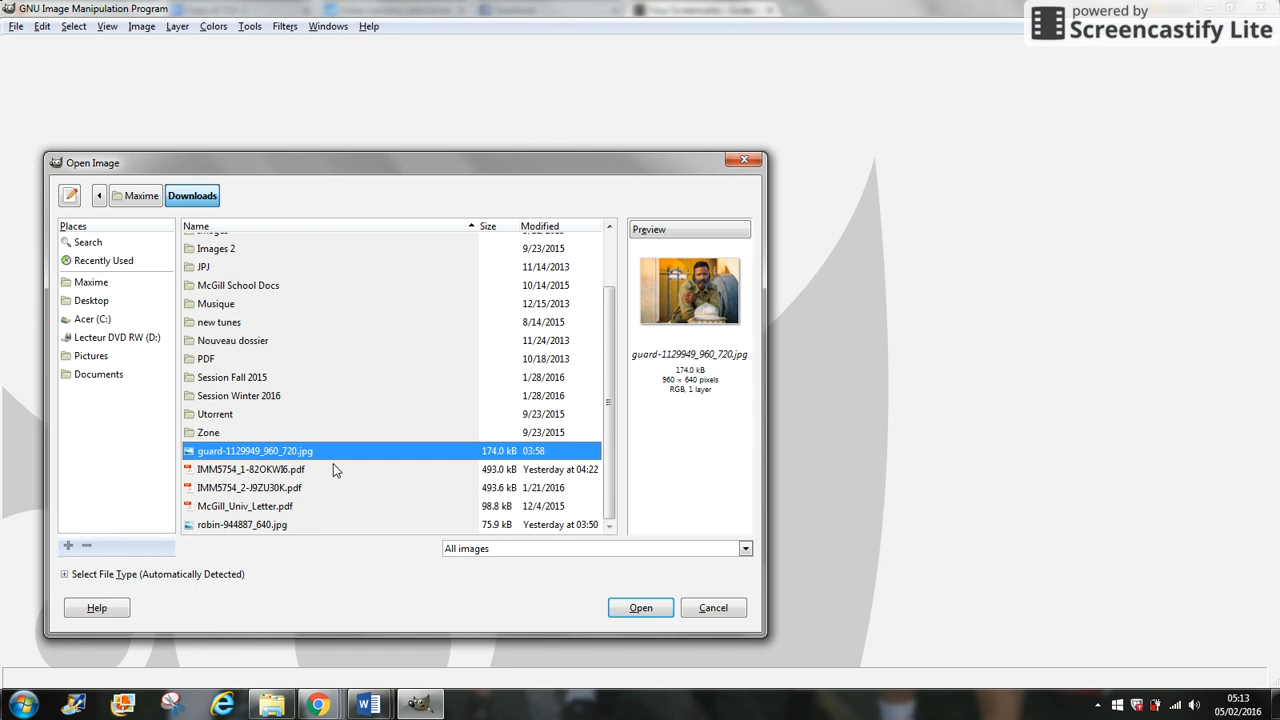 GNU Image Manipulation Program
powered by
Screencastify Lite
File Edit Select View Image Layer Colors Tools Filters Windows Help
Open Image
Maxime Downloads
Places
Search
Recently Used
Maxime
Desktop
Acer (C:)
Lecteur DVD RW (D:)
Pictures
Documents
Name Size Modified
Images 2 9/23/2015
JPJ 11/14/2013
McGill School Docs 10/14/2015
Musique 12/15/2013
new tunes 8/14/2015
Nouveau dossier 11/24/2013
PDF 10/18/2013
Session Fall 2015 1/28/2016
Session Winter 2016 1/28/2016
Utorrent 9/23/2015
Zone 9/23/2015
guard-1129949_960_720.jpg 174.0 kB 03:58
IMM5754_1-82OKWI6.pdf 493.0 kB Yesterday at 04:22
IMM5754_2-J9ZU30K.pdf 493.6 kB 1/21/2016
McGill_Univ_Letter.pdf 98.8 kB 12/4/2015
robin-944887_640.jpg 75.9 kB Yesterday at 03:50
Preview
guard-1129949_960_720.jpg
174.0 kB
960 × 640 pixels
RGB, 1 layer
All images
Select File Type (Automatically Detected)
Help Open Cancel
05:13
05/02/2016